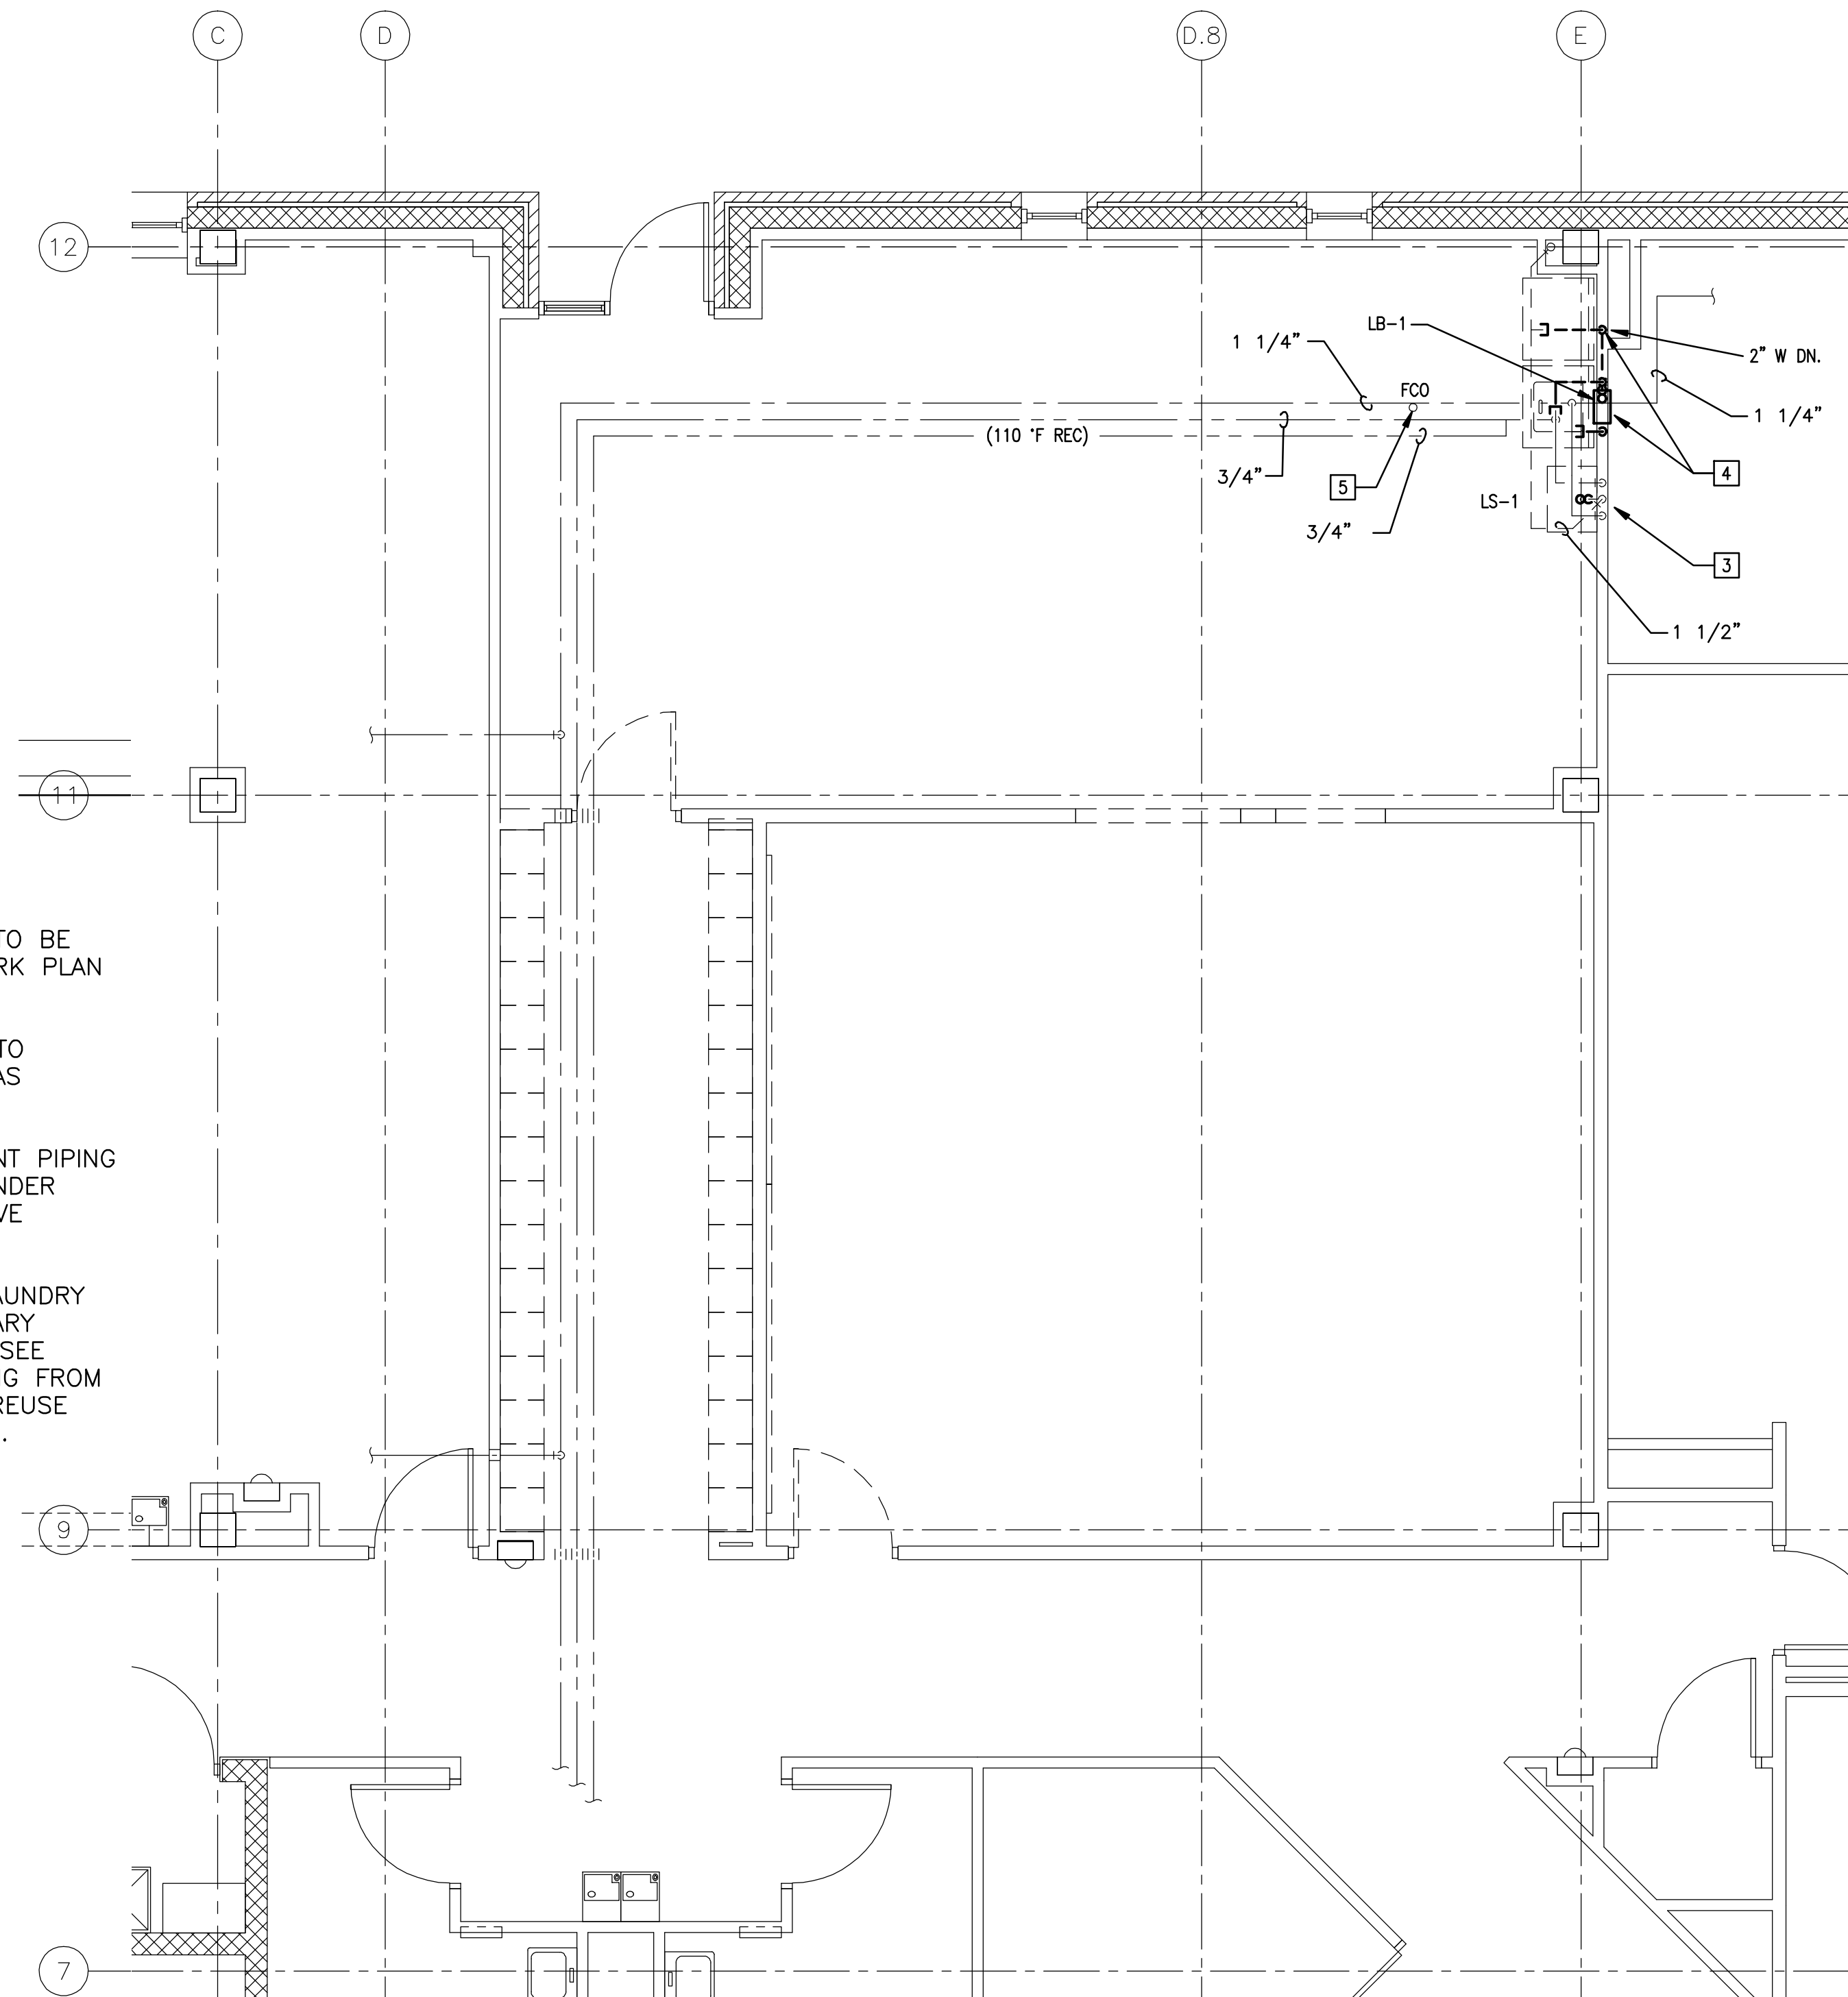 C
D
D.8
E
12
LB-1
1 1/4"
2" W DN.
FCO
1 1/4"
(110 °F REC)
3/4"
5
4
LS-1
3/4"
3
1 1/2"
11
TO BE
RK PLAN
TO
AS
NT PIPING
NDER
VE
AUNDRY
ARY
SEE
G FROM
REUSE
.
9
7